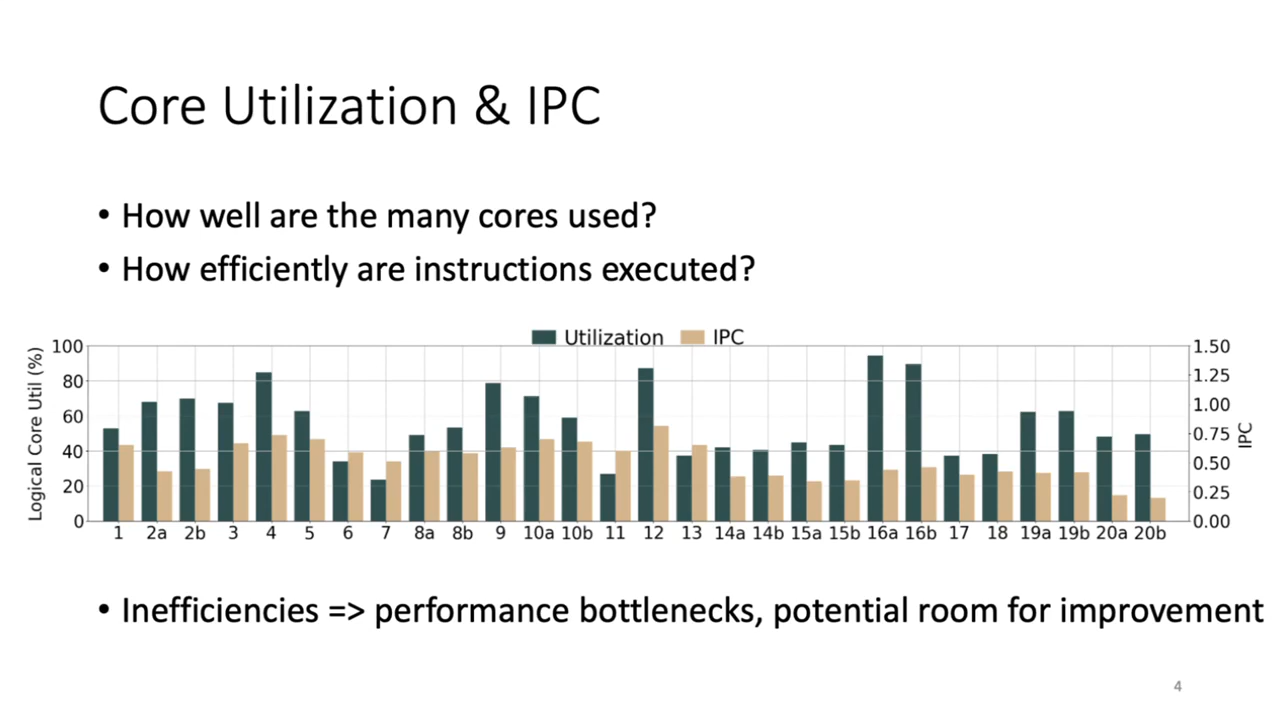 Core Utilization & IPC
• How well are the many cores used?
• How efficiently are instructions executed?
Utilization IPC
Logical Core Util (%)
100
80
60
40
20
0
1.50
1.25
1.00
0.75
0.50
0.25
0.00
IPC
1 2a 2b 3 4 5 6 7 8a 8b 9 10a 10b 11 12 13 14a 14b 15a 15b 16a 16b 17 18 19a 19b 20a 20b
• Inefficiencies => performance bottlenecks, potential room for improvement
4